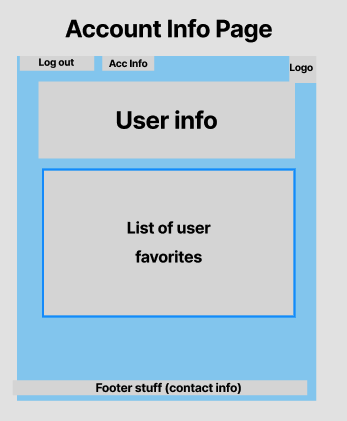 Account Info Page
Log out
Acc Info
Logo
User info
List of user
favorites
Footer stuff (contact info)